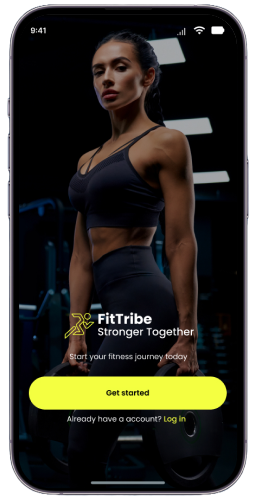 9:41
FitTribe
Stronger Together
Start your fitness journey today
Get started
Already have a account? Log in